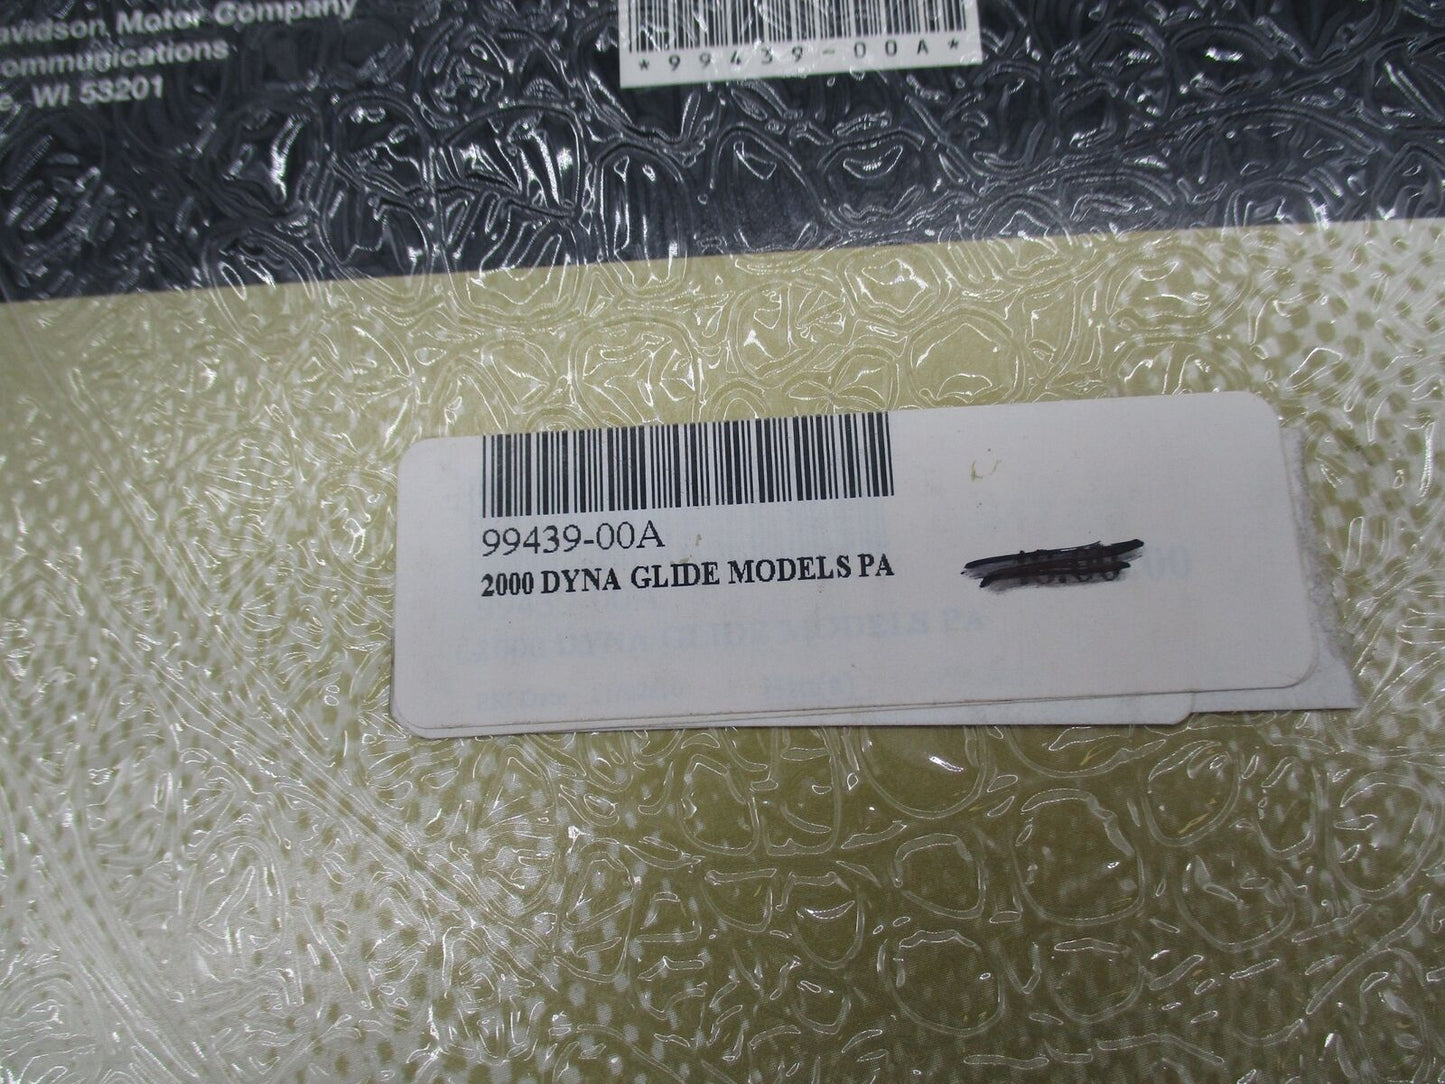 avidson Motor Company
ommunications
e, WI 53201
*99439-00A*
99439-00A
2000 DYNA GLIDE MODELS PA